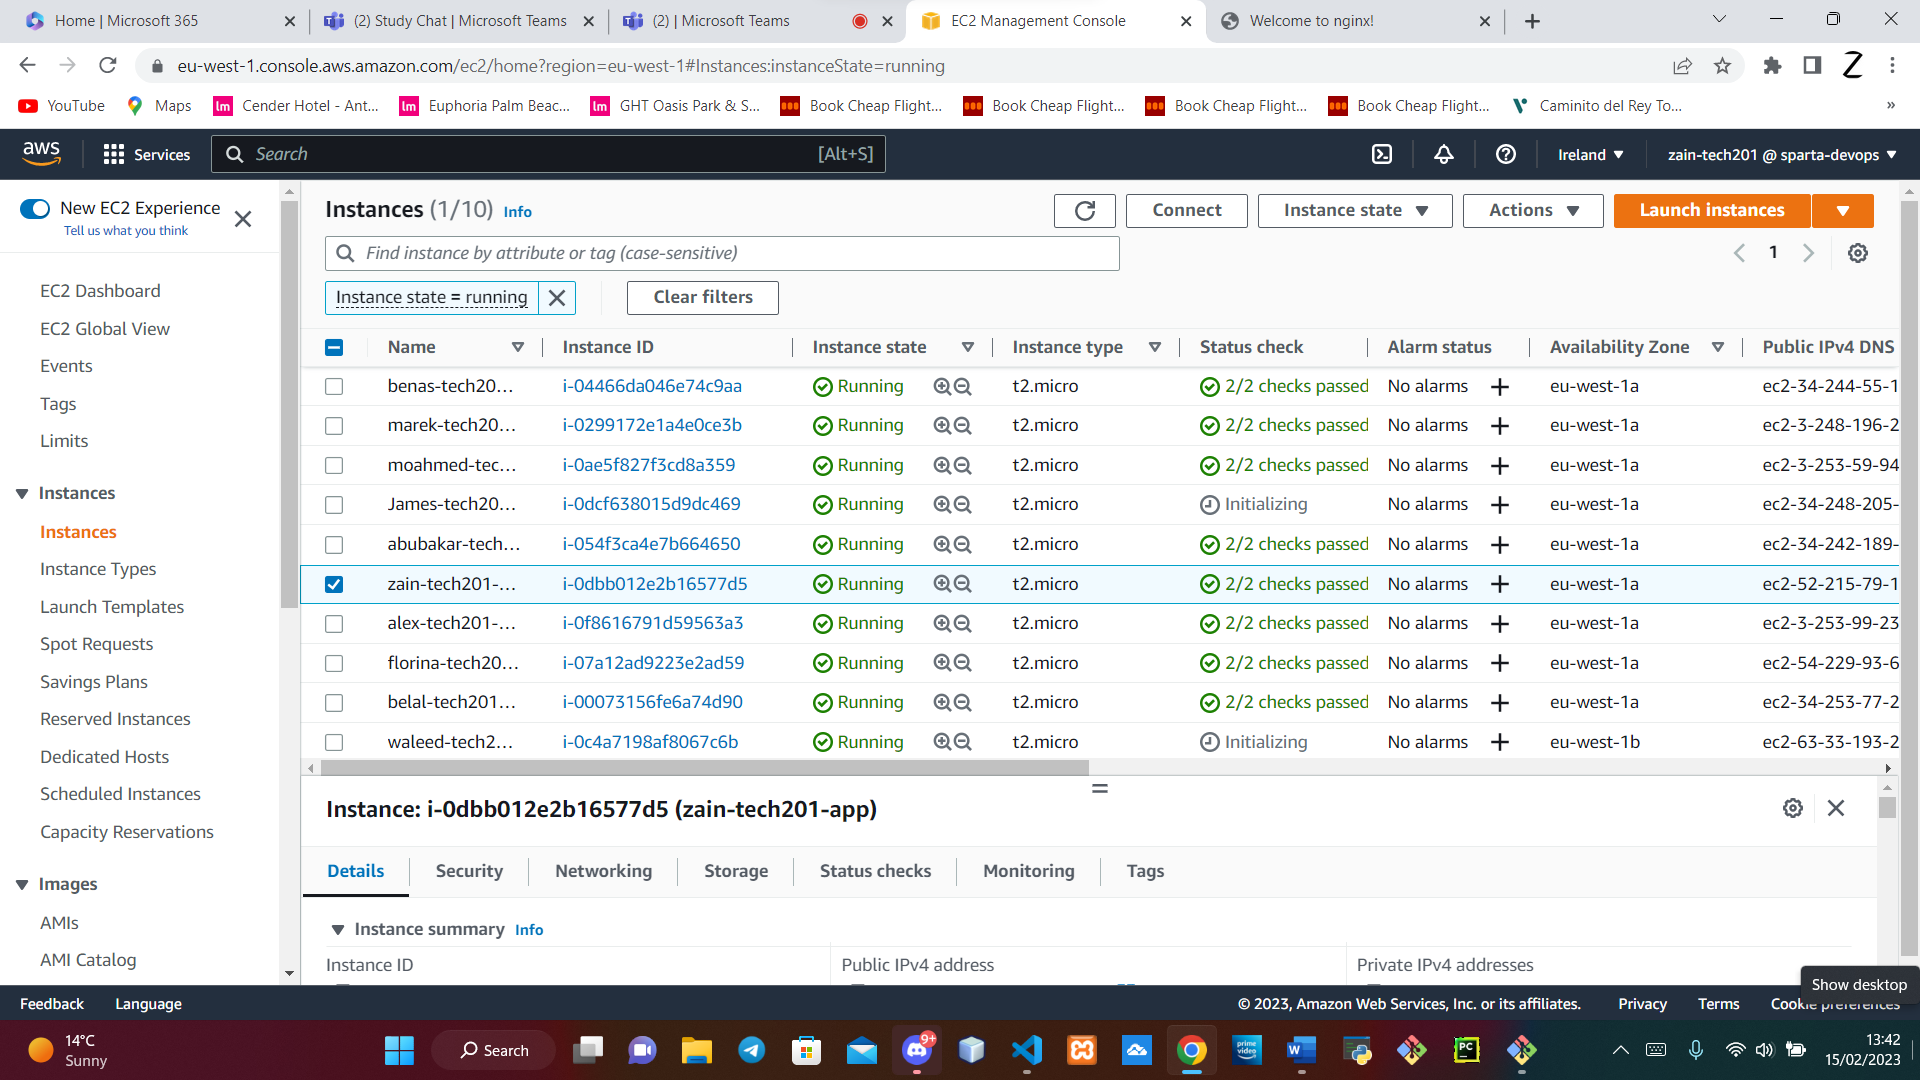 Home | Microsoft 365
(2) Study Chat | Microsoft Teams
(2) | Microsoft Teams
EC2 Management Console
Welcome to nginx!
eu-west-1.console.aws.amazon.com/ec2/home?region=eu-west-1#Instances:instanceState=running
YouTube
Maps
Cender Hotel - Ant...
Euphoria Palm Beac...
GHT Oasis Park & S...
Book Cheap Flight...
Book Cheap Flight...
Book Cheap Flight...
Book Cheap Flight...
Caminito del Rey To...
aws
Services
Search
[Alt+S]
Ireland
zain-tech201 @ sparta-devops
New EC2 Experience
Tell us what you think
EC2 Dashboard
EC2 Global View
Events
Tags
Limits
Instances
Instances
Instance Types
Launch Templates
Spot Requests
Savings Plans
Reserved Instances
Dedicated Hosts
Scheduled Instances
Capacity Reservations
Images
AMIs
AMI Catalog
Instances (1/10) Info
Connect
Instance state
Actions
Launch instances
Find instance by attribute or tag (case-sensitive)
1
Instance state = running
Clear filters
Name Instance ID Instance state Instance type Status check Alarm status Availability Zone Public IPv4 DNS
benas-tech20... i-04466da046e74c9aa Running t2.micro 2/2 checks passed No alarms eu-west-1a ec2-34-244-55-1
marek-tech20... i-0299172e1a4e0ce3b Running t2.micro 2/2 checks passed No alarms eu-west-1a ec2-3-248-196-2
moahmed-tec... i-0ae5f827f3cd8a359 Running t2.micro 2/2 checks passed No alarms eu-west-1a ec2-3-253-59-94
James-tech20... i-0dcf638015d9dc469 Running t2.micro Initializing No alarms eu-west-1a ec2-34-248-205-
abubakar-tech... i-054f3ca4e7b664650 Running t2.micro 2/2 checks passed No alarms eu-west-1a ec2-34-242-189-
zain-tech201-... i-0dbb012e2b16577d5 Running t2.micro 2/2 checks passed No alarms eu-west-1a ec2-52-215-79-1
alex-tech201-... i-0f8616791d59563a3 Running t2.micro 2/2 checks passed No alarms eu-west-1a ec2-3-253-99-23
florina-tech20... i-07a12ad9223e2ad59 Running t2.micro 2/2 checks passed No alarms eu-west-1a ec2-54-229-93-6
belal-tech201... i-00073156fe6a74d90 Running t2.micro 2/2 checks passed No alarms eu-west-1a ec2-34-253-77-2
waleed-tech2... i-0c4a7198af8067c6b Running t2.micro Initializing No alarms eu-west-1b ec2-63-33-193-2
Instance: i-0dbb012e2b16577d5 (zain-tech201-app)
Details
Security
Networking
Storage
Status checks
Monitoring
Tags
Instance summary Info
Instance ID
Public IPv4 address
Private IPv4 addresses
Show desktop
Feedback
Language
© 2023, Amazon Web Services, Inc. or its affiliates.
Privacy
Terms
Cookie preferences
14°C
Sunny
Search
9+
prime video
13:42
15/02/2023